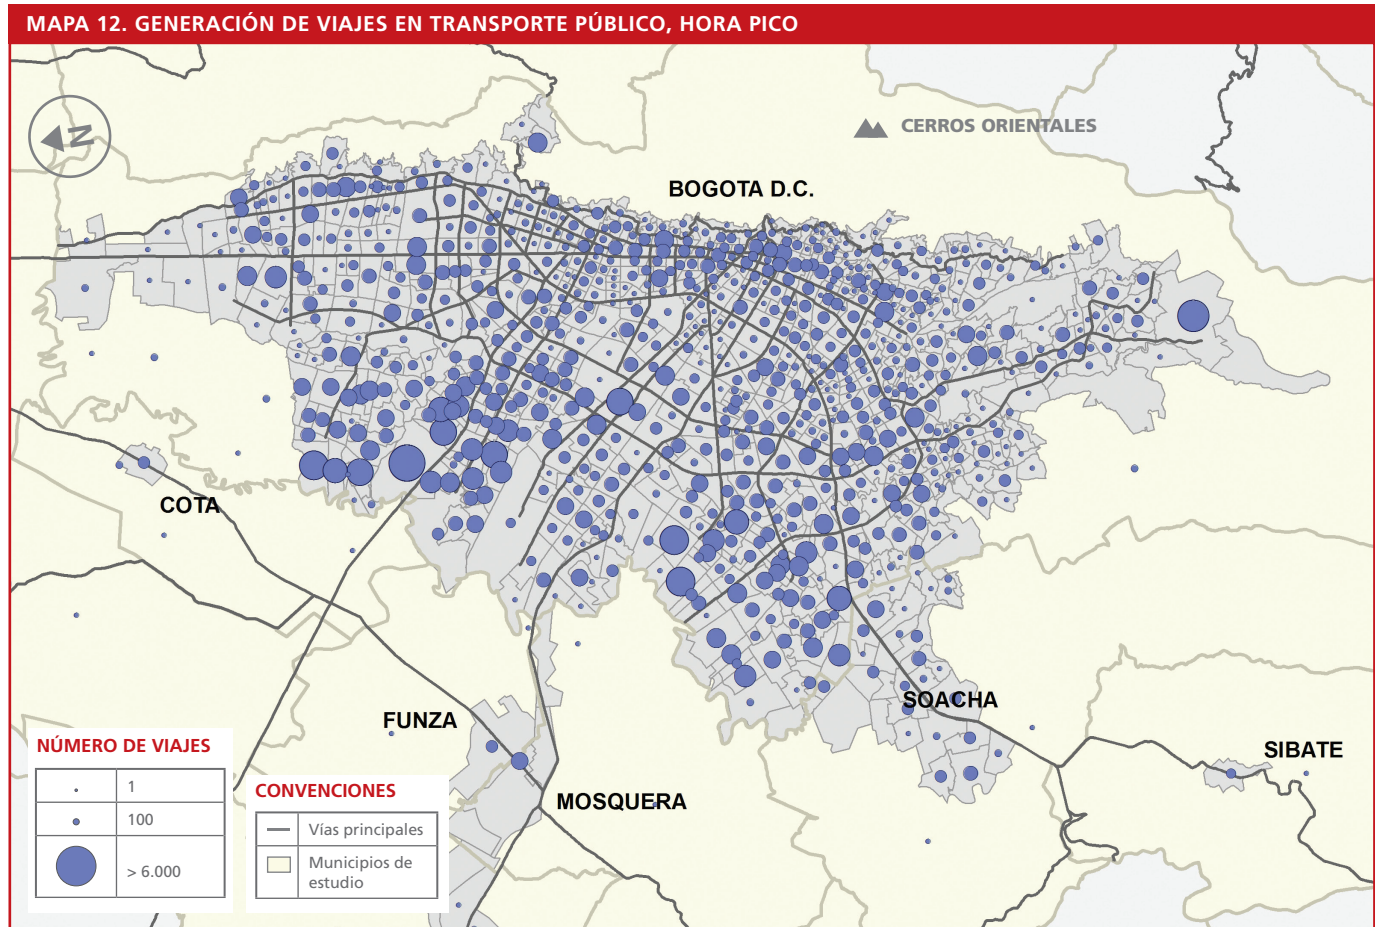 MAPA 12. GENERACIÓN DE VIAJES EN TRANSPORTE PÚBLICO, HORA PICO
N
CERROS ORIENTALES
BOGOTA D.C.
COTA
FUNZA
SOACHA
SIBATE
MOSQUERA
NÚMERO DE VIAJES
1
100
> 6.000
CONVENCIONES
Vías principales
Municipios de
estudio